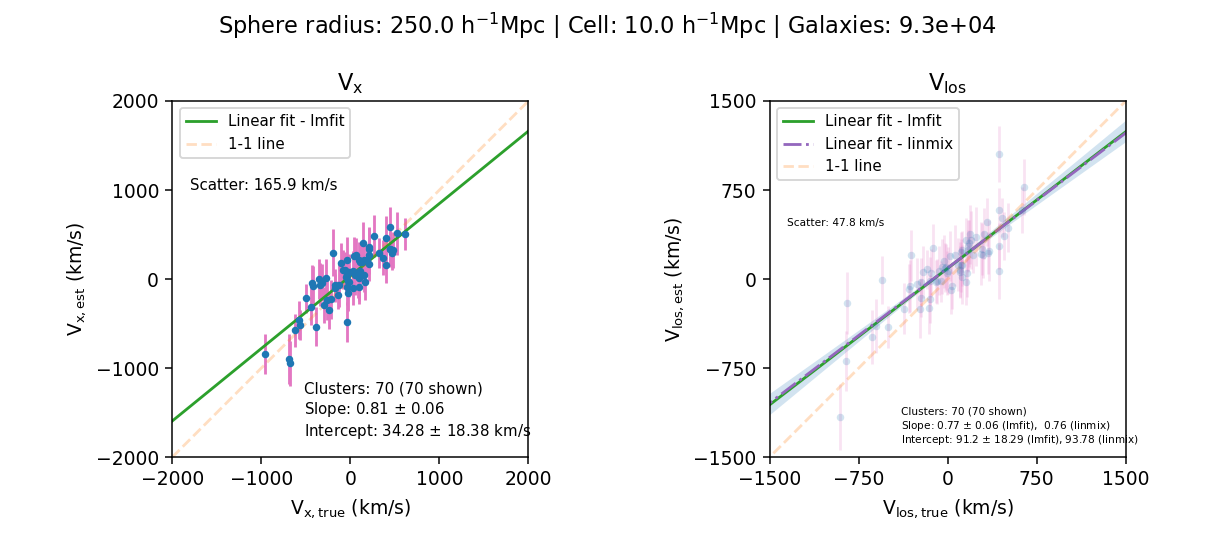 Sphere radius: 250.0 h⁻¹Mpc | Cell: 10.0 h⁻¹Mpc | Galaxies: 9.3e+04
Vₓ
2000
1000
0
−1000
−2000
−2000
−1000
0
1000
2000
V_x, est (km/s)
V_x, true (km/s)
Linear fit - lmfit
1-1 line
Scatter: 165.9 km/s
Clusters: 70 (70 shown)
Slope: 0.81 ± 0.06
Intercept: 34.28 ± 18.38 km/s
V_los
1500
750
0
−750
−1500
−1500
−750
0
750
1500
V_los, est (km/s)
V_los, true (km/s)
Linear fit - lmfit
Linear fit - linmix
1-1 line
Scatter: 47.8 km/s
Clusters: 70 (70 shown)
Slope: 0.77 ± 0.06 (lmfit),  0.76 (linmix)
Intercept: 91.2 ± 18.29 (lmfit), 93.78 (linmix)